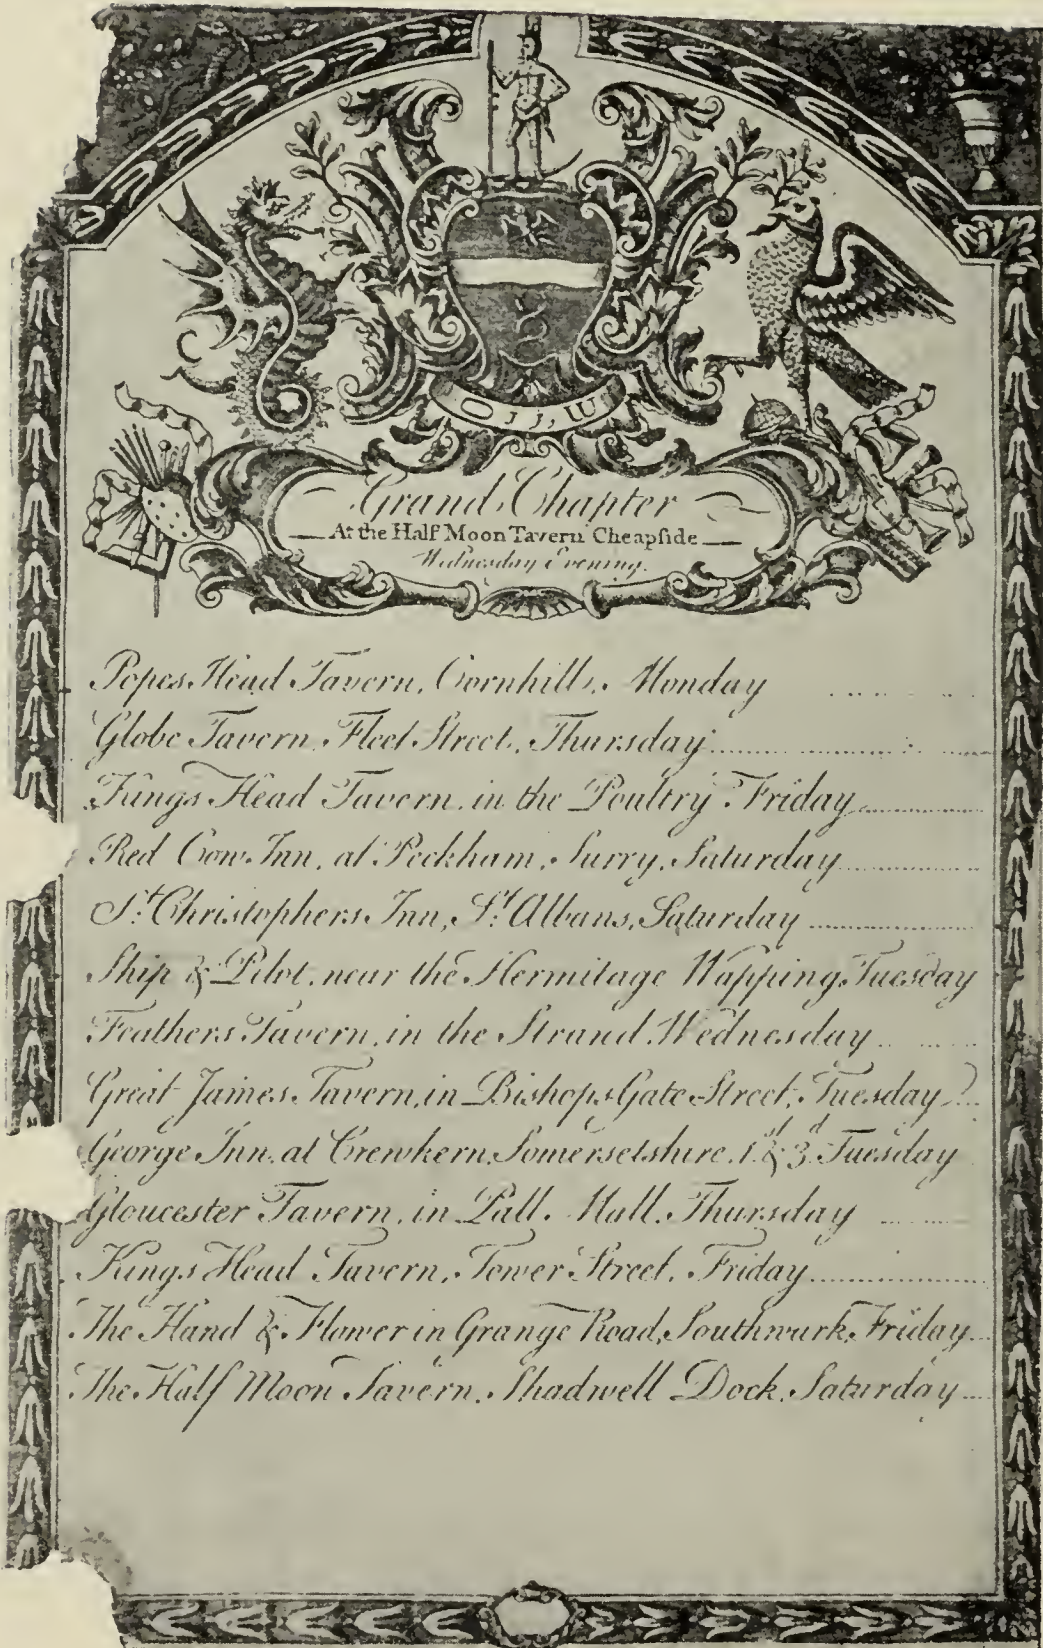 O J J, W
Grand Chapter
At the Half Moon Tavern Cheapſide
Wednesday Evening.
Popes Head Tavern, Cornhill, Monday
Globe Tavern, Fleet Street, Thursday
Kings Head Tavern, in the Poultry Friday
Red Cow Inn, at Peckham, Surry, Saturday
St. Christophers Inn, St. Albans, Saturday
Ship & Pilot, near the Hermitage Wapping, Tuesday
Feathers Tavern, in the Strand, Wednesday
Great James Tavern, in Bishops Gate Street, Tuesday
George Inn, at Crewkern, Somersetshire, 1st & 3d Tuesday
Gloucester Tavern, in Pall Mall, Thursday
Kings Head Tavern, Tower Street, Friday
The Hand & Flower in Grange Road, Southwark, Friday
The Half Moon Tavern, Shadwell Dock, Saturday